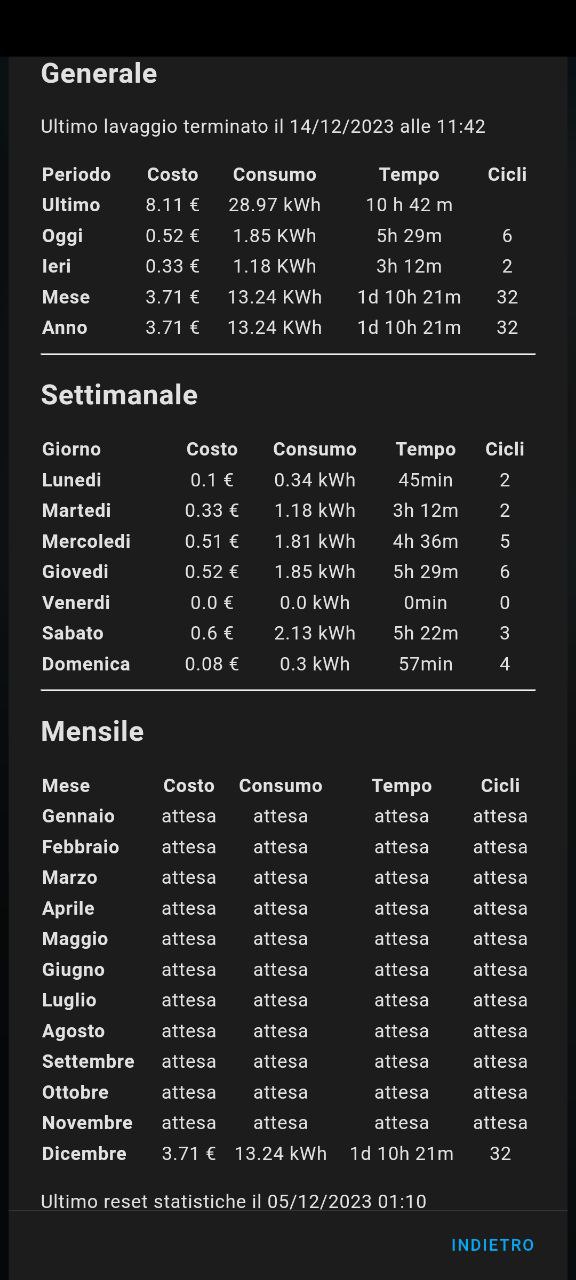 Generale
Ultimo lavaggio terminato il 14/12/2023 alle 11:42
Periodo Costo Consumo Tempo Cicli
Ultimo 8.11 € 28.97 kWh 10 h 42 m
Oggi 0.52 € 1.85 KWh 5h 29m 6
Ieri 0.33 € 1.18 KWh 3h 12m 2
Mese 3.71 € 13.24 KWh 1d 10h 21m 32
Anno 3.71 € 13.24 KWh 1d 10h 21m 32
Settimanale
Giorno Costo Consumo Tempo Cicli
Lunedi 0.1 € 0.34 kWh 45min 2
Martedi 0.33 € 1.18 kWh 3h 12m 2
Mercoledi 0.51 € 1.81 kWh 4h 36m 5
Giovedi 0.52 € 1.85 kWh 5h 29m 6
Venerdi 0.0 € 0.0 kWh 0min 0
Sabato 0.6 € 2.13 kWh 5h 22m 3
Domenica 0.08 € 0.3 kWh 57min 4
Mensile
Mese Costo Consumo Tempo Cicli
Gennaio attesa attesa attesa attesa
Febbraio attesa attesa attesa attesa
Marzo attesa attesa attesa attesa
Aprile attesa attesa attesa attesa
Maggio attesa attesa attesa attesa
Giugno attesa attesa attesa attesa
Luglio attesa attesa attesa attesa
Agosto attesa attesa attesa attesa
Settembre attesa attesa attesa attesa
Ottobre attesa attesa attesa attesa
Novembre attesa attesa attesa attesa
Dicembre 3.71 € 13.24 kWh 1d 10h 21m 32
Ultimo reset statistiche il 05/12/2023 01:10
INDIETRO